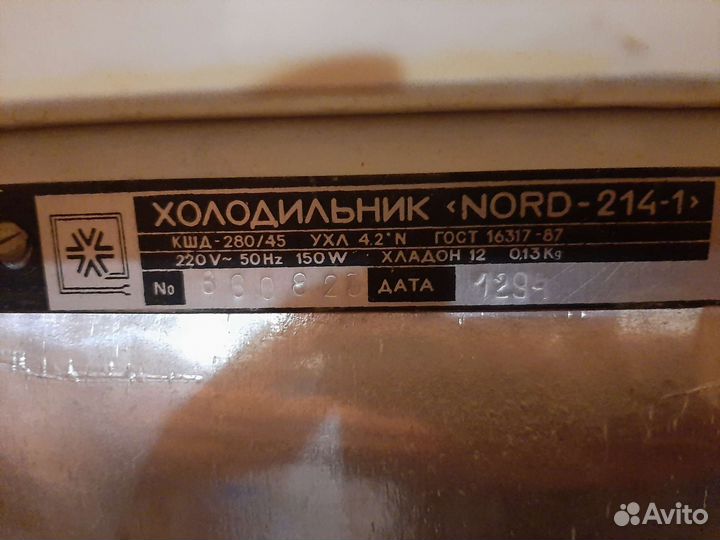 ХОЛОДИЛЬНИК ‹NORD-214-1›
КШД-280/45 УХЛ 4.2*N ГОСТ 16317-87
220V~ 50Hz 150W ХЛАДОН 12 0,13Kg
№ ДАТА
Avito